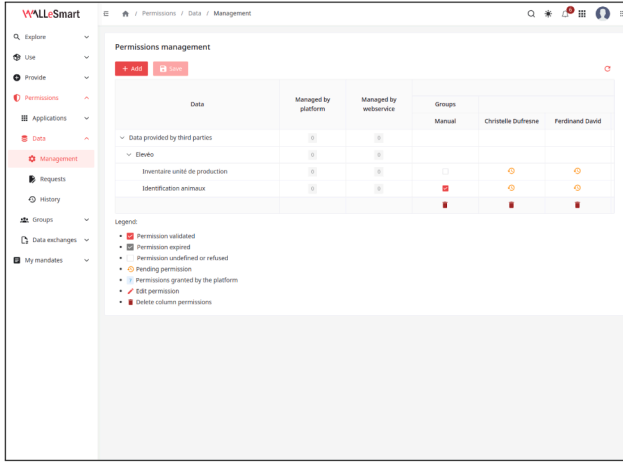 WALLeSmart
/ Permissions / Data / Management
6
Explore
Use
Provide
Permissions
Applications
Data
Management
Requests
History
Groups
Data exchanges
My mandates
Permissions management
+ Add
Save
Data
Managed by platform
Managed by webservice
Groups
Manual
Christelle Dufresne
Ferdinand David
Data provided by third parties 0 0
Elevéo 0 0
Inventaire unité de production 0 0
Identification animaux 0 0
Legend:
Permission validated
Permission expired
Permission undefined or refused
Pending permission
Permissions granted by the platform
Edit permission
Delete column permissions